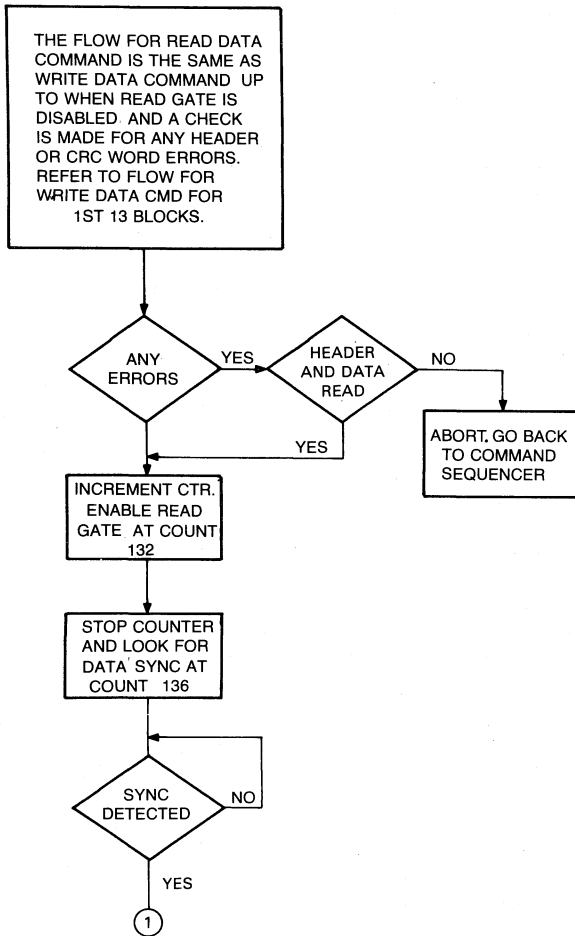 THE FLOW FOR READ DATA
COMMAND IS THE SAME AS
WRITE DATA COMMAND UP
TO WHEN READ GATE IS
DISABLED AND A CHECK
IS MADE FOR ANY HEADER
OR CRC WORD ERRORS.
REFER TO FLOW FOR
WRITE DATA CMD FOR
1ST 13 BLOCKS.
ANY
ERRORS
YES
HEADER
AND DATA
READ
NO
YES
ABORT, GO BACK
TO COMMAND
SEQUENCER
INCREMENT CTR.
ENABLE READ
GATE AT COUNT
132
STOP COUNTER
AND LOOK FOR
DATA SYNC AT
COUNT 136
SYNC
DETECTED
NO
YES
1